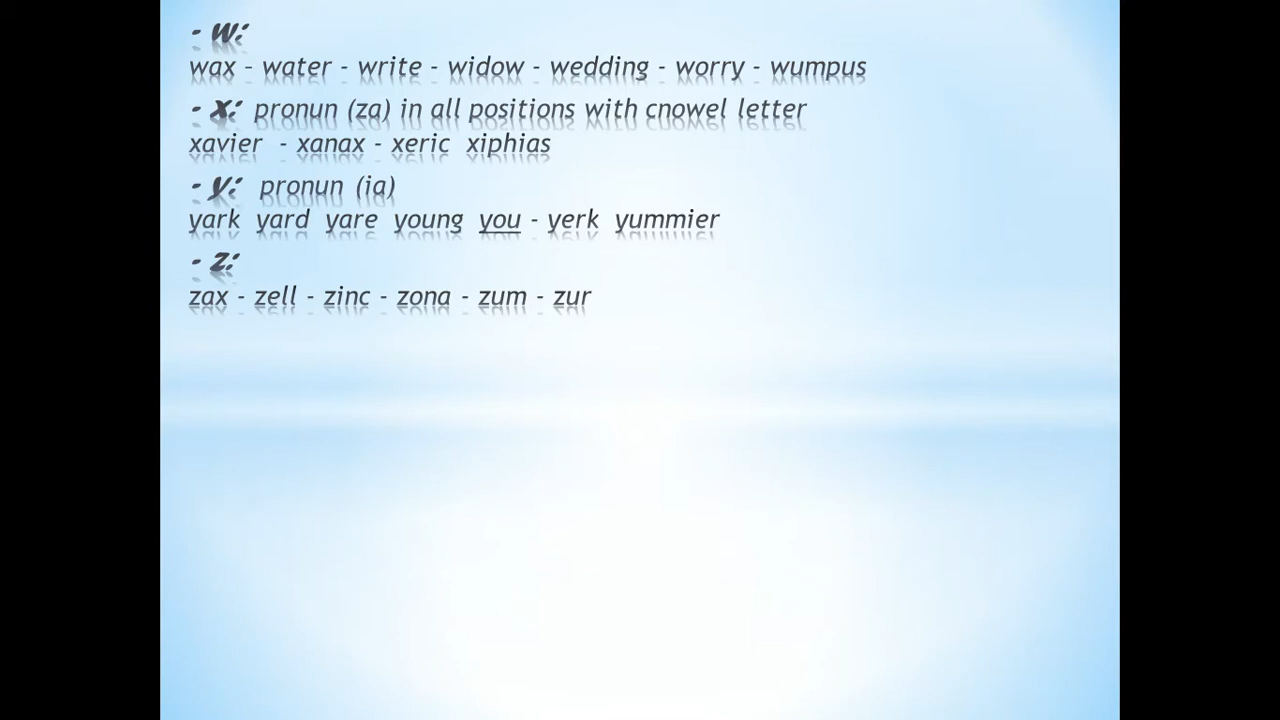 - w:
wax - water - write - widow - wedding - worry - wumpus
- x: pronun (za) in all positions with cnowel letter
xavier - xanax - xeric xiphias
- y: pronun (ia)
yark yard yare young you - yerk yummier
- z:
zax - zell - zinc - zona - zum - zur